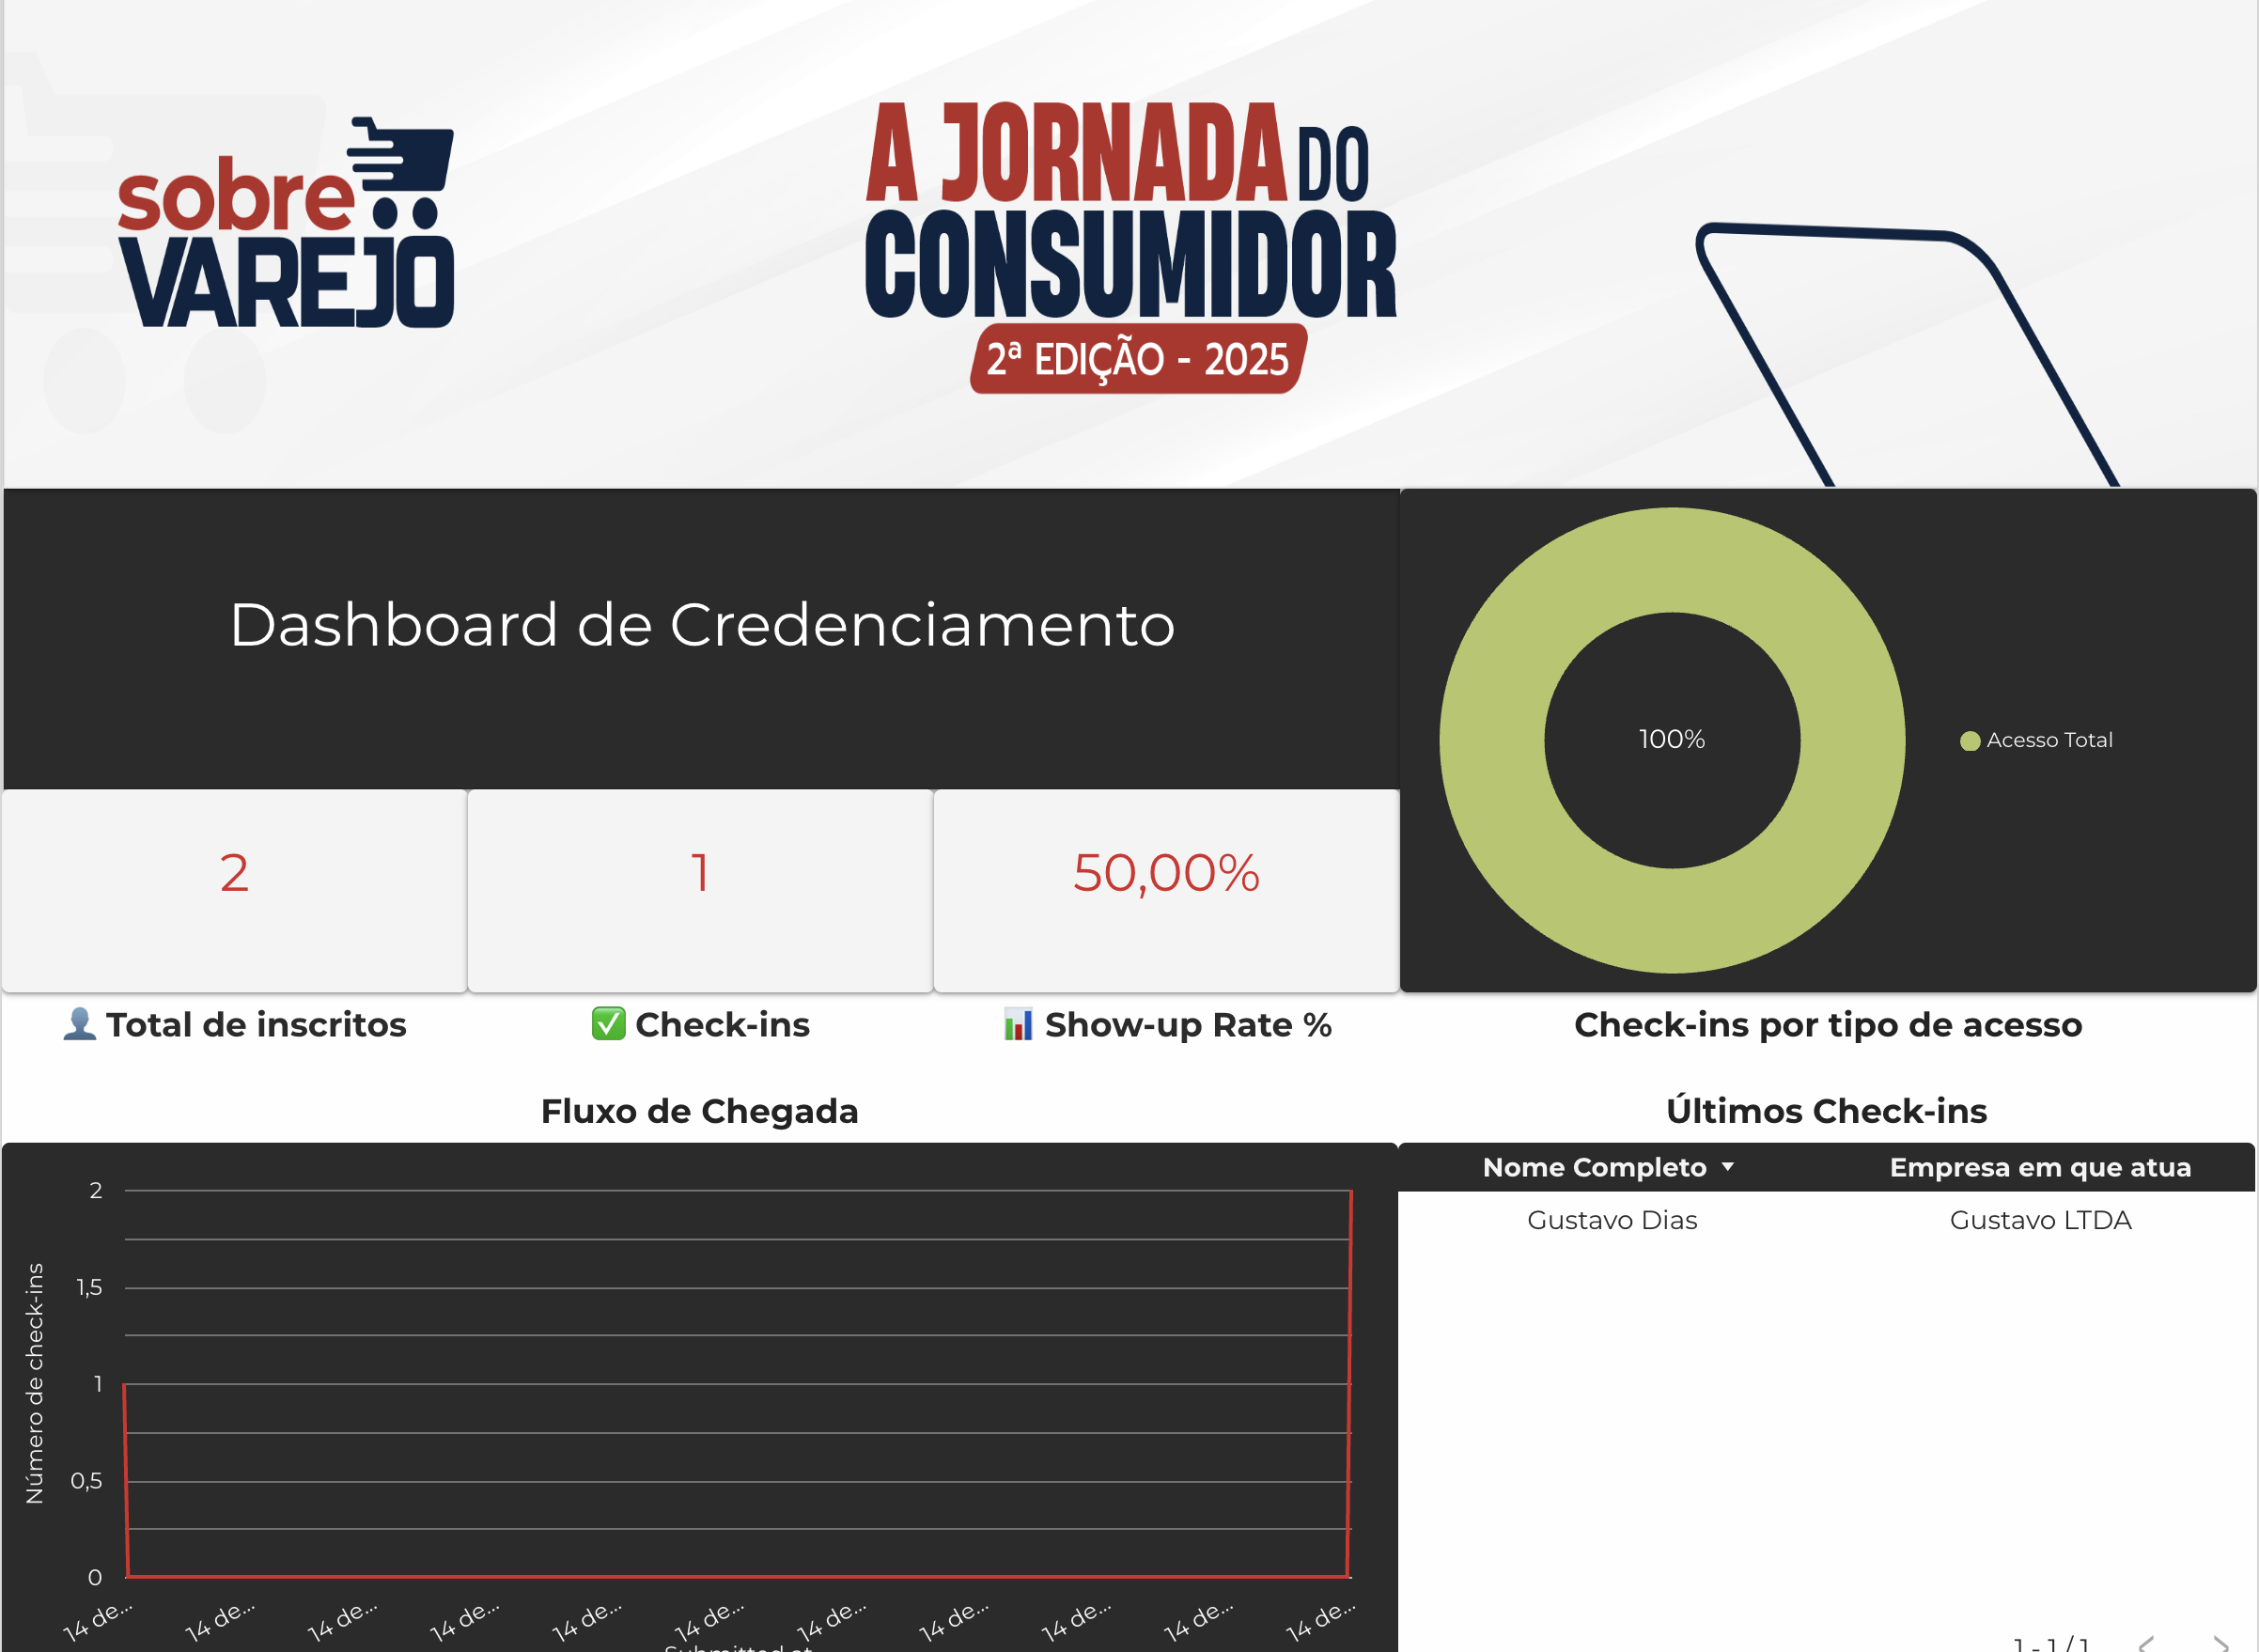 sobre
VAREJO
A JORNADA DO
CONSUMIDOR
2ª EDIÇÃO - 2025
Dashboard de Credenciamento
100%
Acesso Total
2
1
50,00%
Total de inscritos
Check-ins
Show-up Rate %
Check-ins por tipo de acesso
Fluxo de Chegada
Últimos Check-ins
Número de check-ins
2
1,5
1
0,5
0
14 de...
14 de...
14 de...
14 de...
14 de...
14 de...
14 de...
14 de...
14 de...
14 de...
14 de...
Submitted at
Nome Completo
Empresa em que atua
Gustavo Dias
Gustavo LTDA
1 - 1 / 1